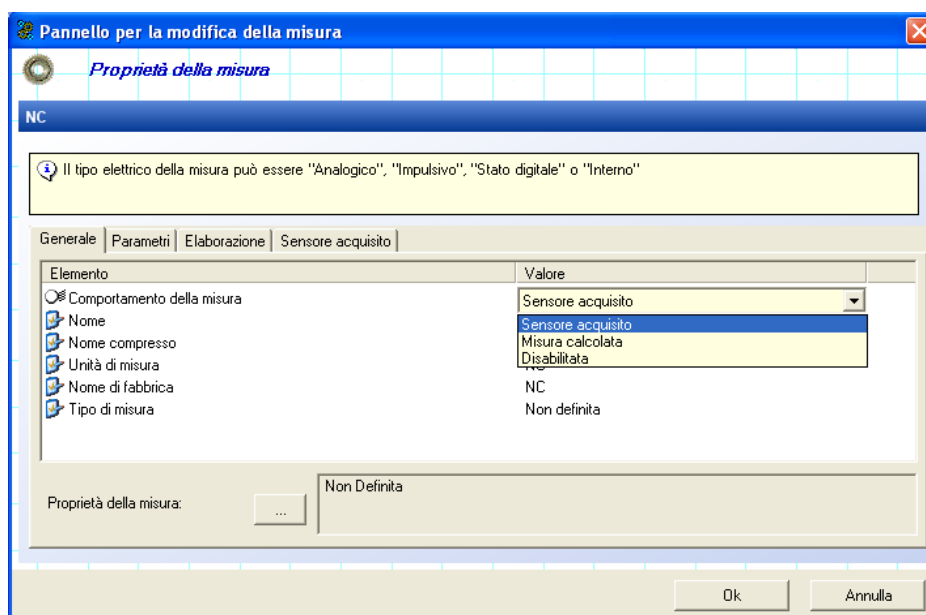 Pannello per la modifica della misura
Proprietà della misura
NC
Il tipo elettrico della misura può essere "Analogico", "Impulsivo", "Stato digitale" o "Interno"
Generale Parametri Elaborazione Sensore acquisito
Elemento Valore
Comportamento della misura Sensore acquisito
Nome Sensore acquisito
Nome compresso Misura calcolata
Disabilitata
Unità di misura
Nome di fabbrica NC
Tipo di misura Non definita
Non Definita
Proprietà della misura: ...
Ok Annulla